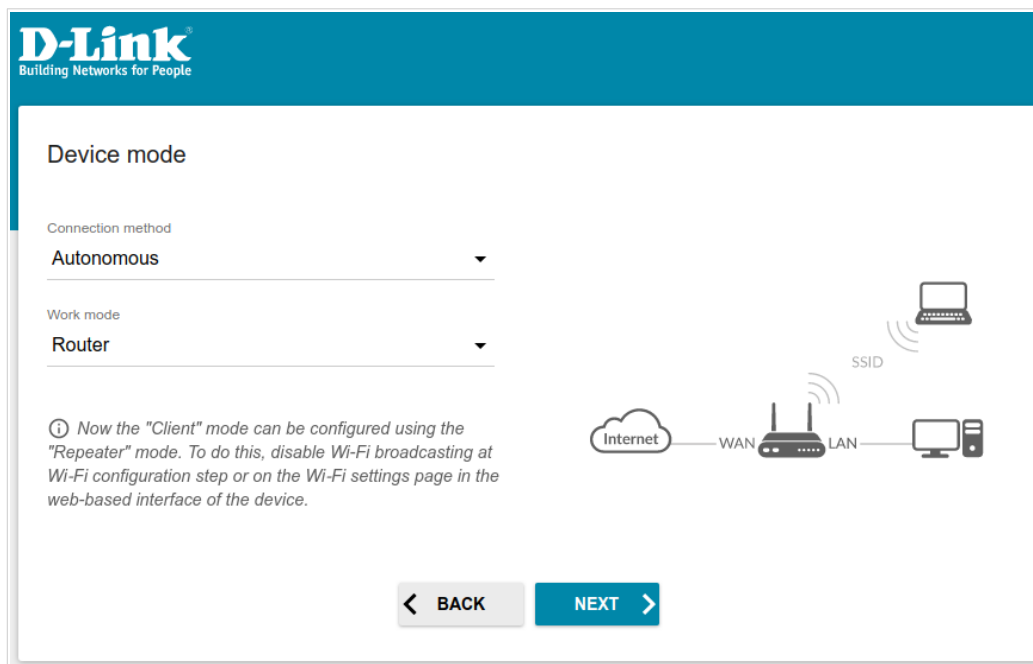 D-Link®
Building Networks for People
Device mode
Connection method
Autonomous
Work mode
Router
Now the "Client" mode can be configured using the
"Repeater" mode. To do this, disable Wi-Fi broadcasting at
Wi-Fi configuration step or on the Wi-Fi settings page in the
web-based interface of the device.
SSID
Internet
WAN
LAN
BACK
NEXT